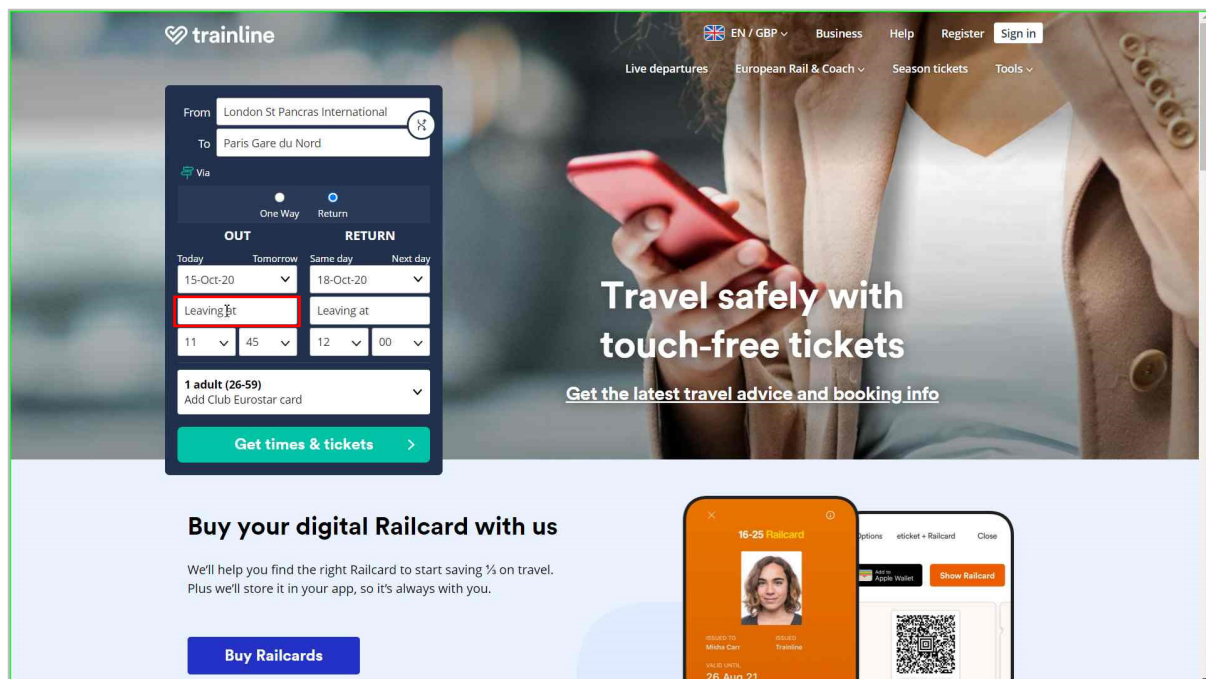 trainline
EN / GBP Business Help Register Sign in
Live departures European Rail & Coach Season tickets Tools
From London St Pancras International
To Paris Gare du Nord
Via
One Way Return
OUT RETURN
Today Tomorrow Same day Next day
15-Oct-20 18-Oct-20
Leaving at Leaving at
11 45 12 00
1 adult (26-59)
Add Club Eurostar card
Get times & tickets
Travel safely with
touch-free tickets
Get the latest travel advice and booking info
Buy your digital Railcard with us
We'll help you find the right Railcard to start saving ⅓ on travel.
Plus we'll store it in your app, so it's always with you.
Buy Railcards
16-25 Railcard
ISSUED TO ISSUED
Misha Carr Trainline
VALID UNTIL
26 Aug 21
Options eticket + Railcard Close
Add to
Apple Wallet
Show Railcard